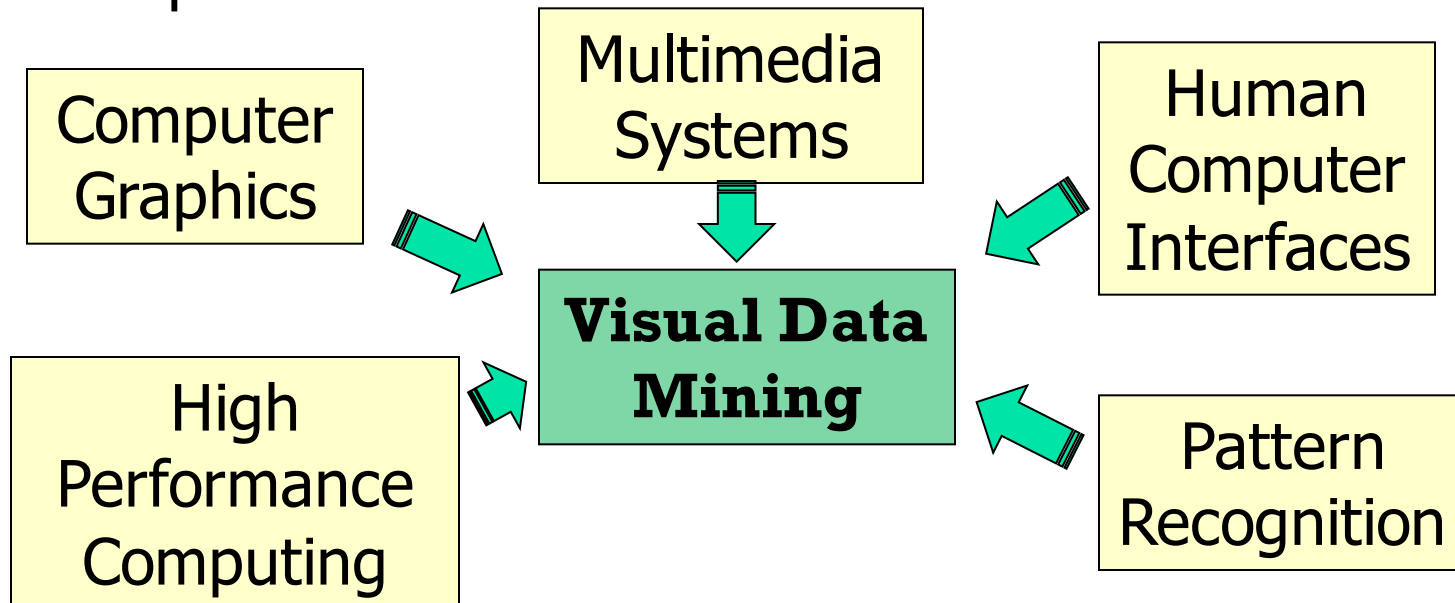 Computer
Graphics
Multimedia
Systems
Human
Computer
Interfaces
Visual Data
Mining
High
Performance
Computing
Pattern
Recognition